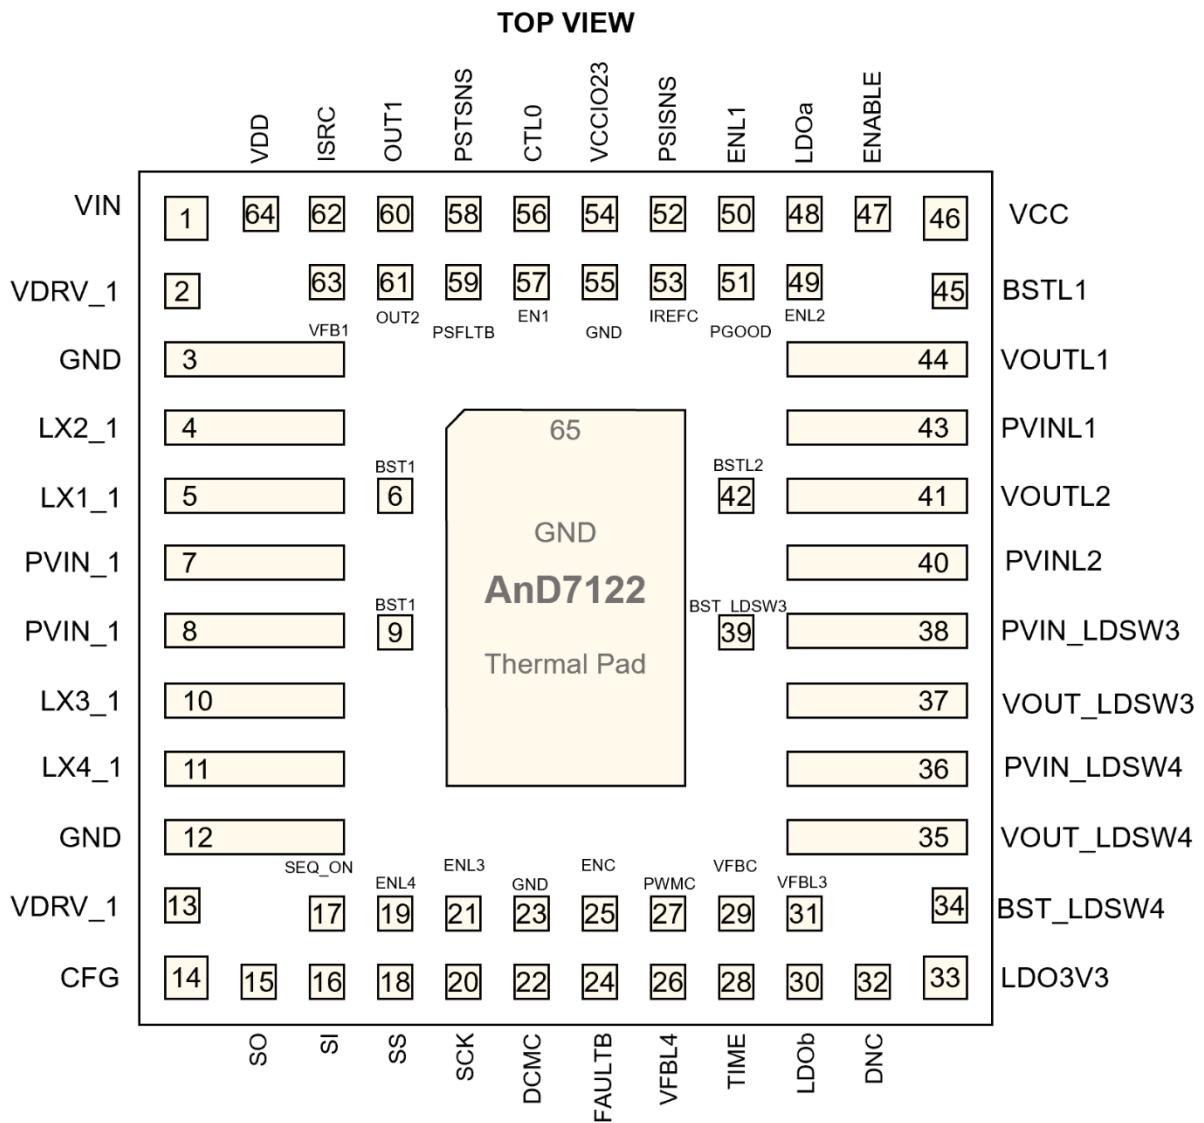 TOP VIEW
VDD ISRC OUT1 PSTSNS CTL0 VCCIO23 PSISNS ENL1 LDOa ENABLE
VIN 1 64 62 60 58 56 54 52 50 48 47 46 VCC
VDRV_1 2 63 61 59 57 55 53 51 49 45 BSTL1
VFB1 OUT2 PSFLTB EN1 GND IREFC PGOOD ENL2
GND 3 44 VOUTL1
LX2_1 4 65 43 PVINL1
BST1 BSTL2
LX1_1 5 6 42 41 VOUTL2
GND
PVIN_1 7 40 PVINL2
AnD7122
BST1 BST_LDSW3
PVIN_1 8 9 39 38 PVIN_LDSW3
Thermal Pad
LX3_1 10 37 VOUT_LDSW3
LX4_1 11 36 PVIN_LDSW4
GND 12 35 VOUT_LDSW4
SEQ_ON ENL4 ENL3 GND ENC PWMC VFBC VFBL3
VDRV_1 13 17 19 21 23 25 27 29 31 34 BST_LDSW4
CFG 14 15 16 18 20 22 24 26 28 30 32 33 LDO3V3
SO SI SS SCK DCMC FAULTB VFBL4 TIME LDOb DNC